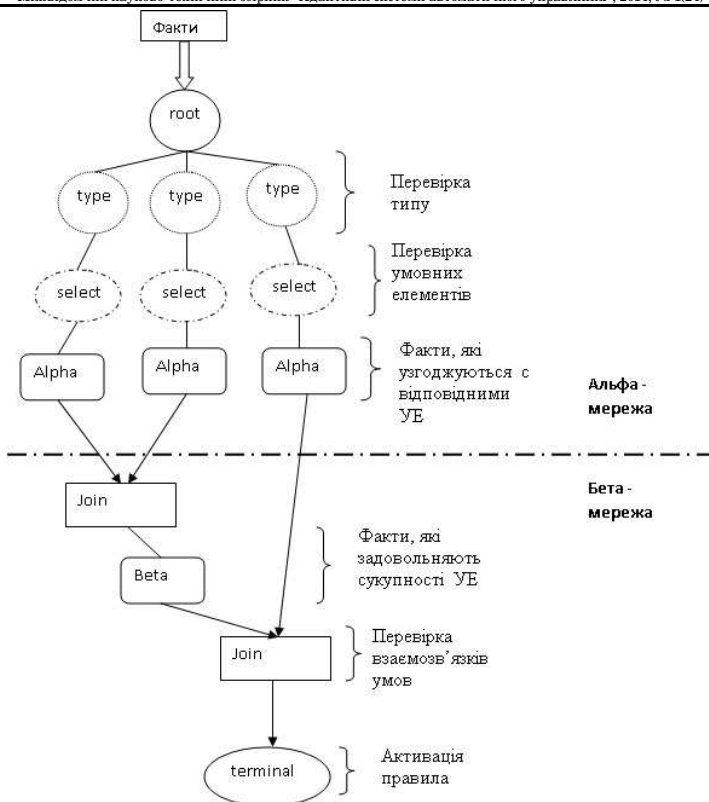 Факти
root
type
type
type
Перевірка
типу
select
select
select
Перевірка
умовних
елементів
Alpha
Alpha
Alpha
Факти, які
узгоджуються с
відповідними
УЕ
Альфа -
мережа
Бета -
мережа
Join
Факти, які
задовольняють
сукупності УЕ
Beta
Join
Перевірка
взаємозв’язків
умов
terminal
Активація
правила